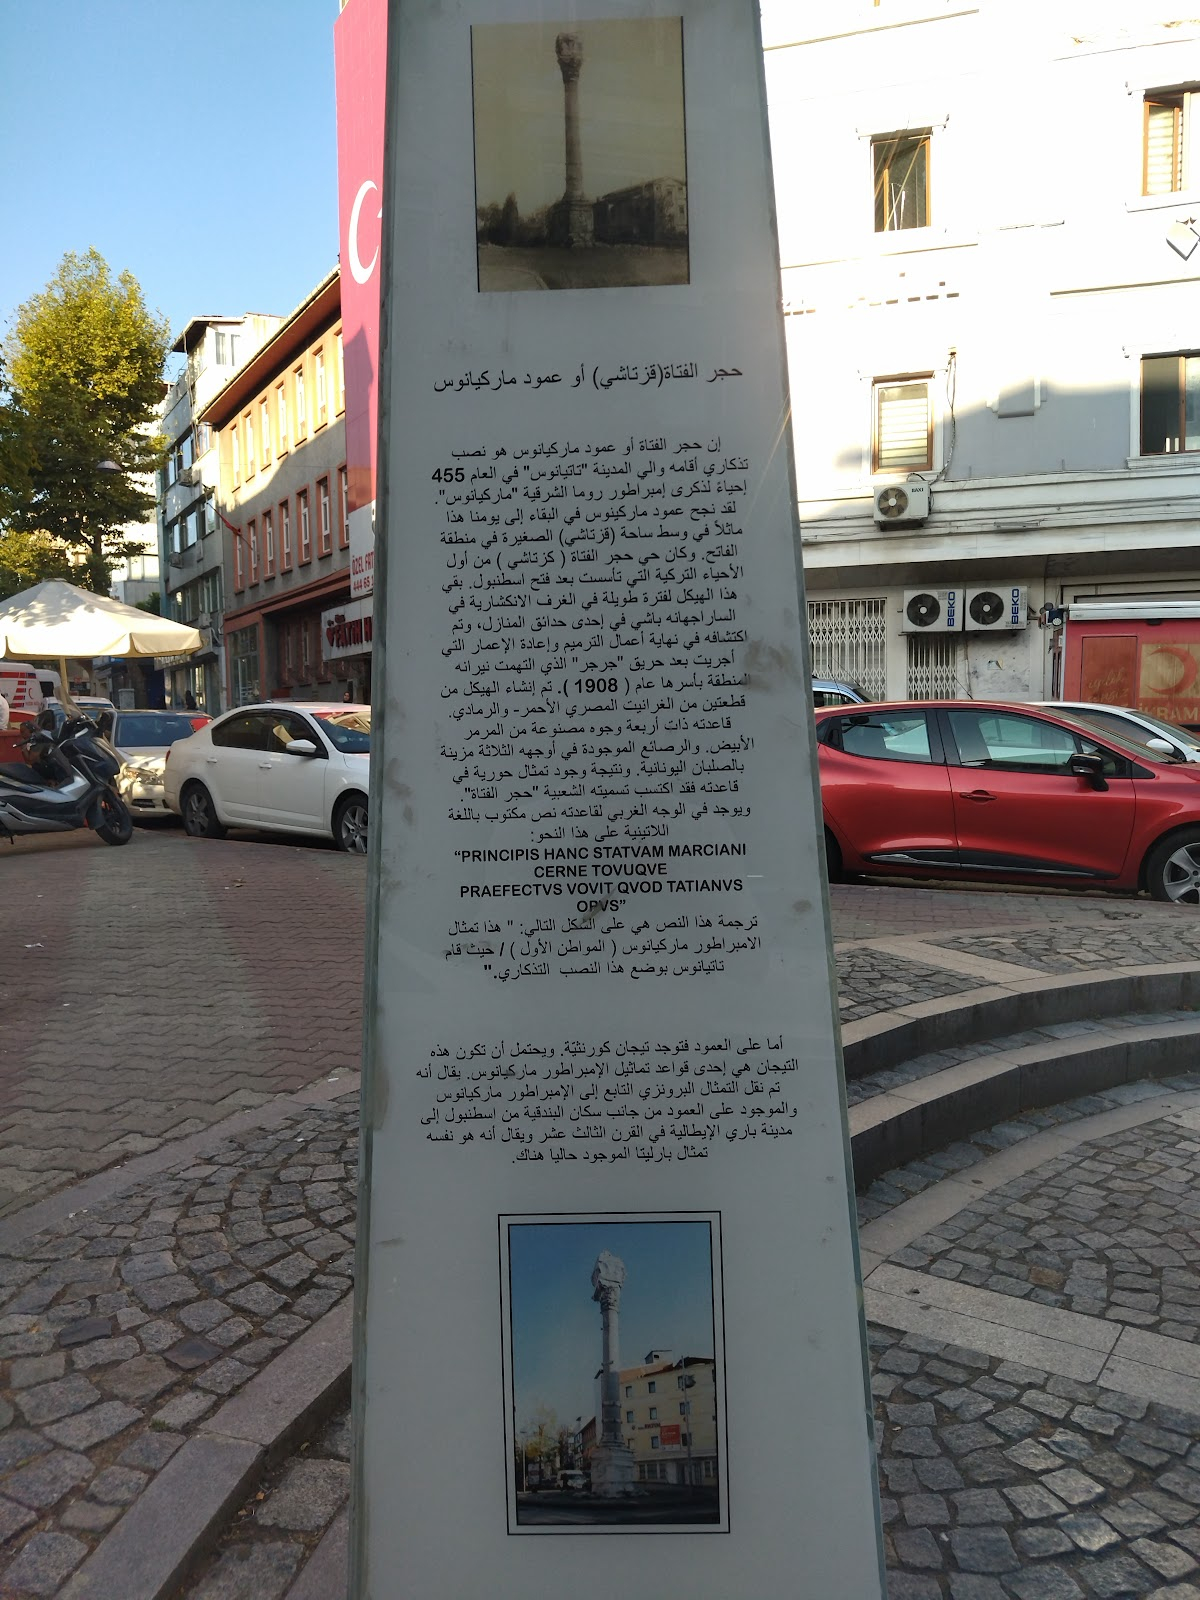 حجر الفتاة(قزتاشي) أو عمود ماركيانوس
إن حجر الفتاة أو عمود ماركيانوس هو نصب
تذكاري أقامه والي المدينة "تاتيانوس" في العام 455
إحياءً لذكرى إمبراطور روما الشرقية "ماركيانوس".
لقد نجح عمود ماركينوس في البقاء إلى يومنا هذا
ماثلاً في وسط ساحة (قزتاشي) الصغيرة في منطقة
الفاتح. وكان حي حجر الفتاة ( كزتاشي ) من أول
الأحياء التركية التي تأسست بعد فتح اسطنبول. بقي
هذا الهيكل لفترة طويلة في الغرف الانكشارية في
الساراجهانه باشي في إحدى حدائق المنازل، وتم
اكتشافه في نهاية أعمال الترميم وإعادة الإعمار التي
أجريت بعد حريق "جرجر" الذي التهمت نيرانه
المنطقة بأسرها عام ( 1908 ). تم إنشاء الهيكل من
قطعتين من الغرانيت المصري الأحمر- والرمادي.
قاعدته ذات أربعة وجوه مصنوعة من المرمر
الأبيض. والرصائع الموجودة في أوجهه الثلاثة مزينة
بالصلبان اليونانية. ونتيجة وجود تمثال حورية في
قاعدته فقد اكتسب تسميته الشعبية "حجر الفتاة".
ويوجد في الوجه الغربي لقاعدته نص مكتوب باللغة
اللاتينية على هذا النحو:
“PRINCIPIS HANC STATVAM MARCIANI
CERNE TOVUQVE
PRAEFECTVS VOVIT QVOD TATIANVS
OPVS”
ترجمة هذا النص هي على الشكل التالي: " هذا تمثال
الامبراطور ماركيانوس ( المواطن الأول ) / حيث قام
تاتيانوس بوضع هذا النصب التذكاري."
أما على العمود فتوجد تيجان كورنثيّة. ويحتمل أن تكون هذه
التيجان هي إحدى قواعد تماثيل الإمبراطور ماركيانوس. يقال أنه
تم نقل التمثال البرونزي التابع إلى الإمبراطور ماركيانوس
والموجود على العمود من جانب سكان البندقية من اسطنبول إلى
مدينة باري الإيطالية في القرن الثالث عشر ويقال أنه هو نفسه
تمثال بارليتا الموجود حاليا هناك.
BAXI
BEKO
BEKO
ÖZEL
444 65